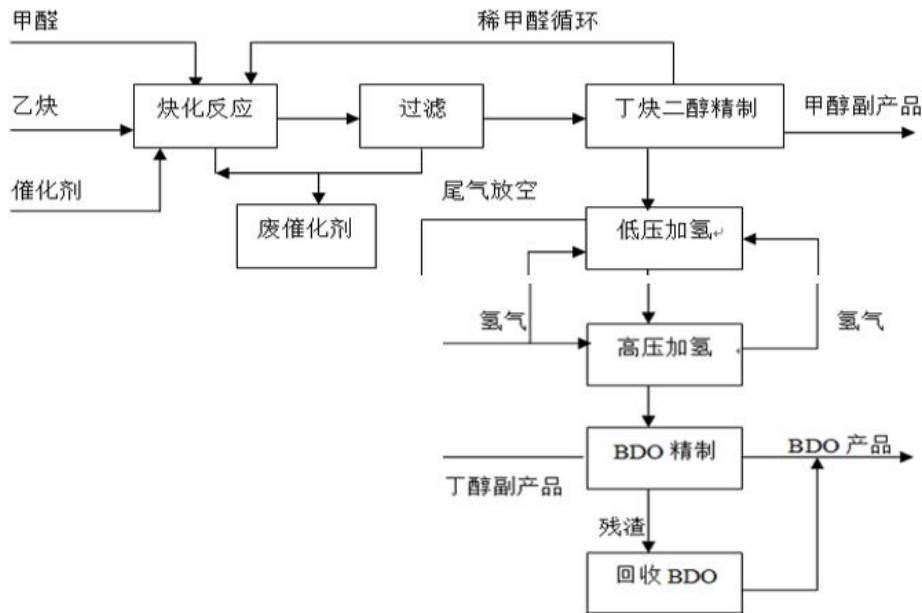 甲醛
稀甲醛循环
乙炔
炔化反应
过滤
丁炔二醇精制
甲醇副产品
催化剂
尾气放空
废催化剂
低压加氢
氢气
高压加氢
氢气
BDO 精制
BDO 产品
丁醇副产品
残渣
回收 BDO